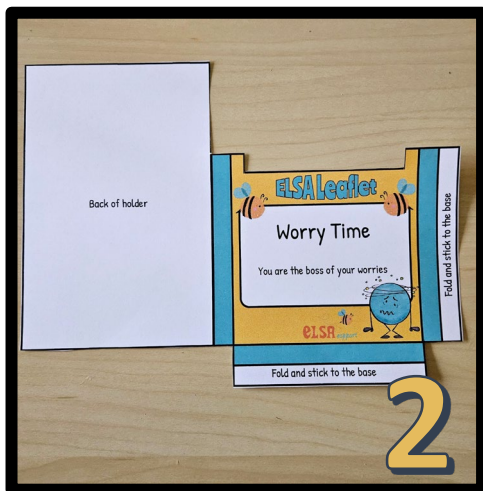 Back of holder
ELSA Leaflet
Worry Time
You are the boss of your worries
ELSA support
Fold and stick to the base
Fold and stick to the base
2